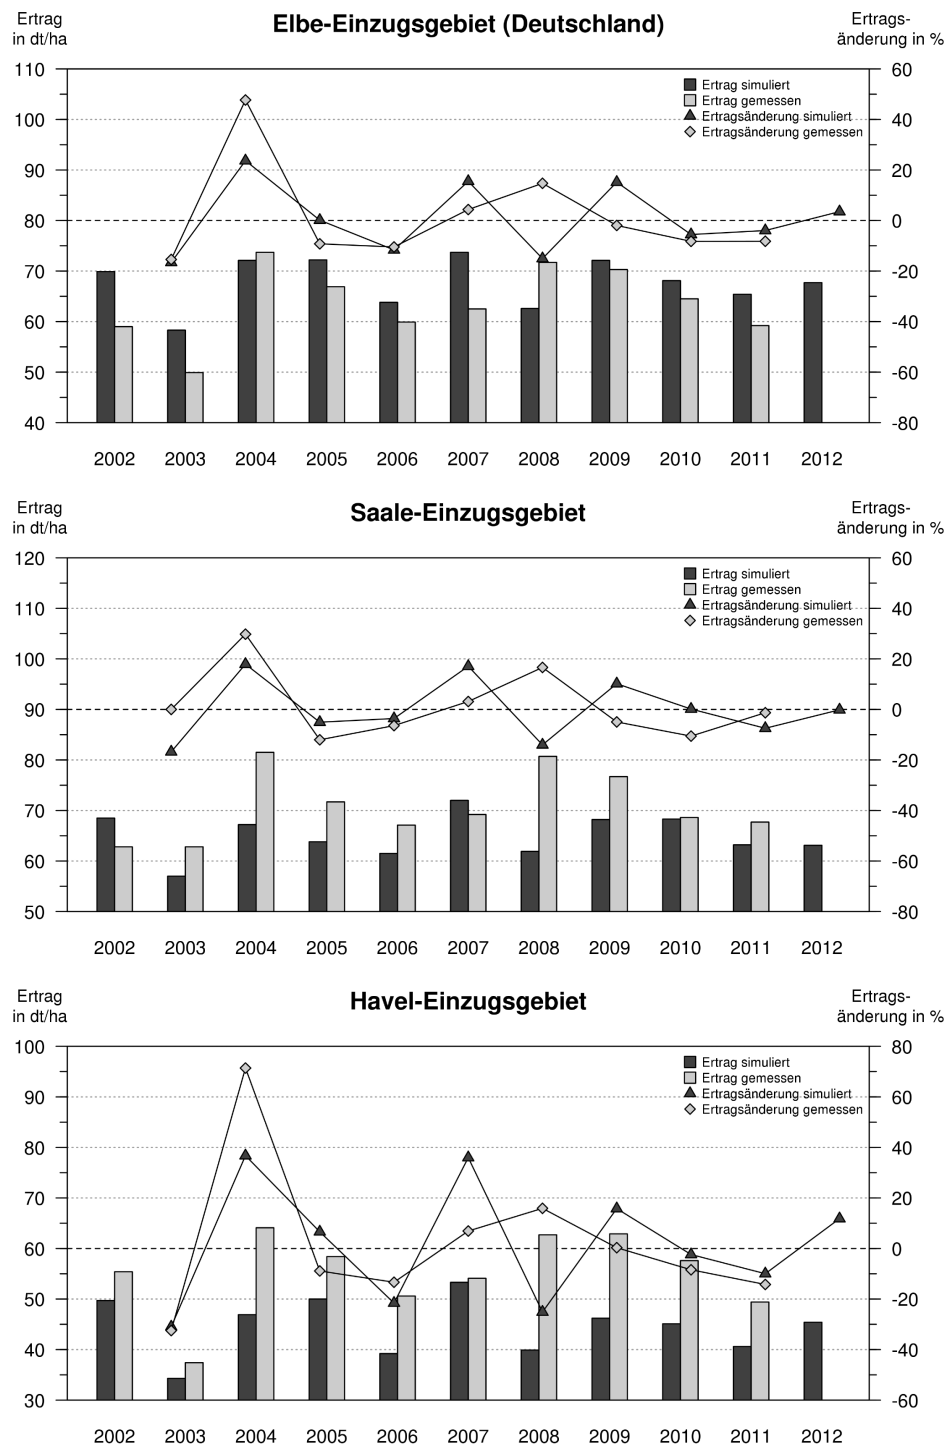 Elbe-Einzugsgebiet (Deutschland)
Ertrag
in dt/ha
Ertrags-
änderung in %
110
100
90
80
70
60
50
40
60
40
20
0
-20
-40
-60
-80
Ertrag simuliert
Ertrag gemessen
Ertragsänderung simuliert
Ertragsänderung gemessen
2002 2003 2004 2005 2006 2007 2008 2009 2010 2011 2012
Saale-Einzugsgebiet
Ertrag
in dt/ha
Ertrags-
änderung in %
120
110
100
90
80
70
60
50
60
40
20
0
-20
-40
-60
-80
Ertrag simuliert
Ertrag gemessen
Ertragsänderung simuliert
Ertragsänderung gemessen
2002 2003 2004 2005 2006 2007 2008 2009 2010 2011 2012
Havel-Einzugsgebiet
Ertrag
in dt/ha
Ertrags-
änderung in %
100
90
80
70
60
50
40
30
80
60
40
20
0
-20
-40
-60
Ertrag simuliert
Ertrag gemessen
Ertragsänderung simuliert
Ertragsänderung gemessen
2002 2003 2004 2005 2006 2007 2008 2009 2010 2011 2012